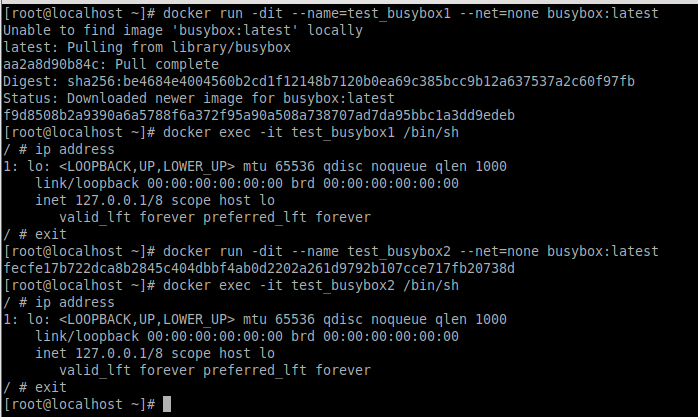 [root@localhost ~]# docker run -dit --name=test_busybox1 --net=none busybox:latest
Unable to find image 'busybox:latest' locally
latest: Pulling from library/busybox
aa2a8d90b84c: Pull complete
Digest: sha256:be4684e4004560b2cd1f12148b7120b0ea69c385bcc9b12a637537a2c60f97fb
Status: Downloaded newer image for busybox:latest
f9d8508b2a9390a6a5788f6a372f95a90a508a738707ad7da95bbc1a3dd9edeb
[root@localhost ~]# docker exec -it test_busybox1 /bin/sh
/ # ip address
1: lo: <LOOPBACK,UP,LOWER_UP> mtu 65536 qdisc noqueue qlen 1000
    link/loopback 00:00:00:00:00:00 brd 00:00:00:00:00:00
    inet 127.0.0.1/8 scope host lo
       valid_lft forever preferred_lft forever
/ # exit
[root@localhost ~]# docker run -dit --name test_busybox2 --net=none busybox:latest
fecfe17b722dca8b2845c404dbbf4ab0d2202a261d9792b107cce717fb20738d
[root@localhost ~]# docker exec -it test_busybox2 /bin/sh
/ # ip address
1: lo: <LOOPBACK,UP,LOWER_UP> mtu 65536 qdisc noqueue qlen 1000
    link/loopback 00:00:00:00:00:00 brd 00:00:00:00:00:00
    inet 127.0.0.1/8 scope host lo
       valid_lft forever preferred_lft forever
/ # exit
[root@localhost ~]#